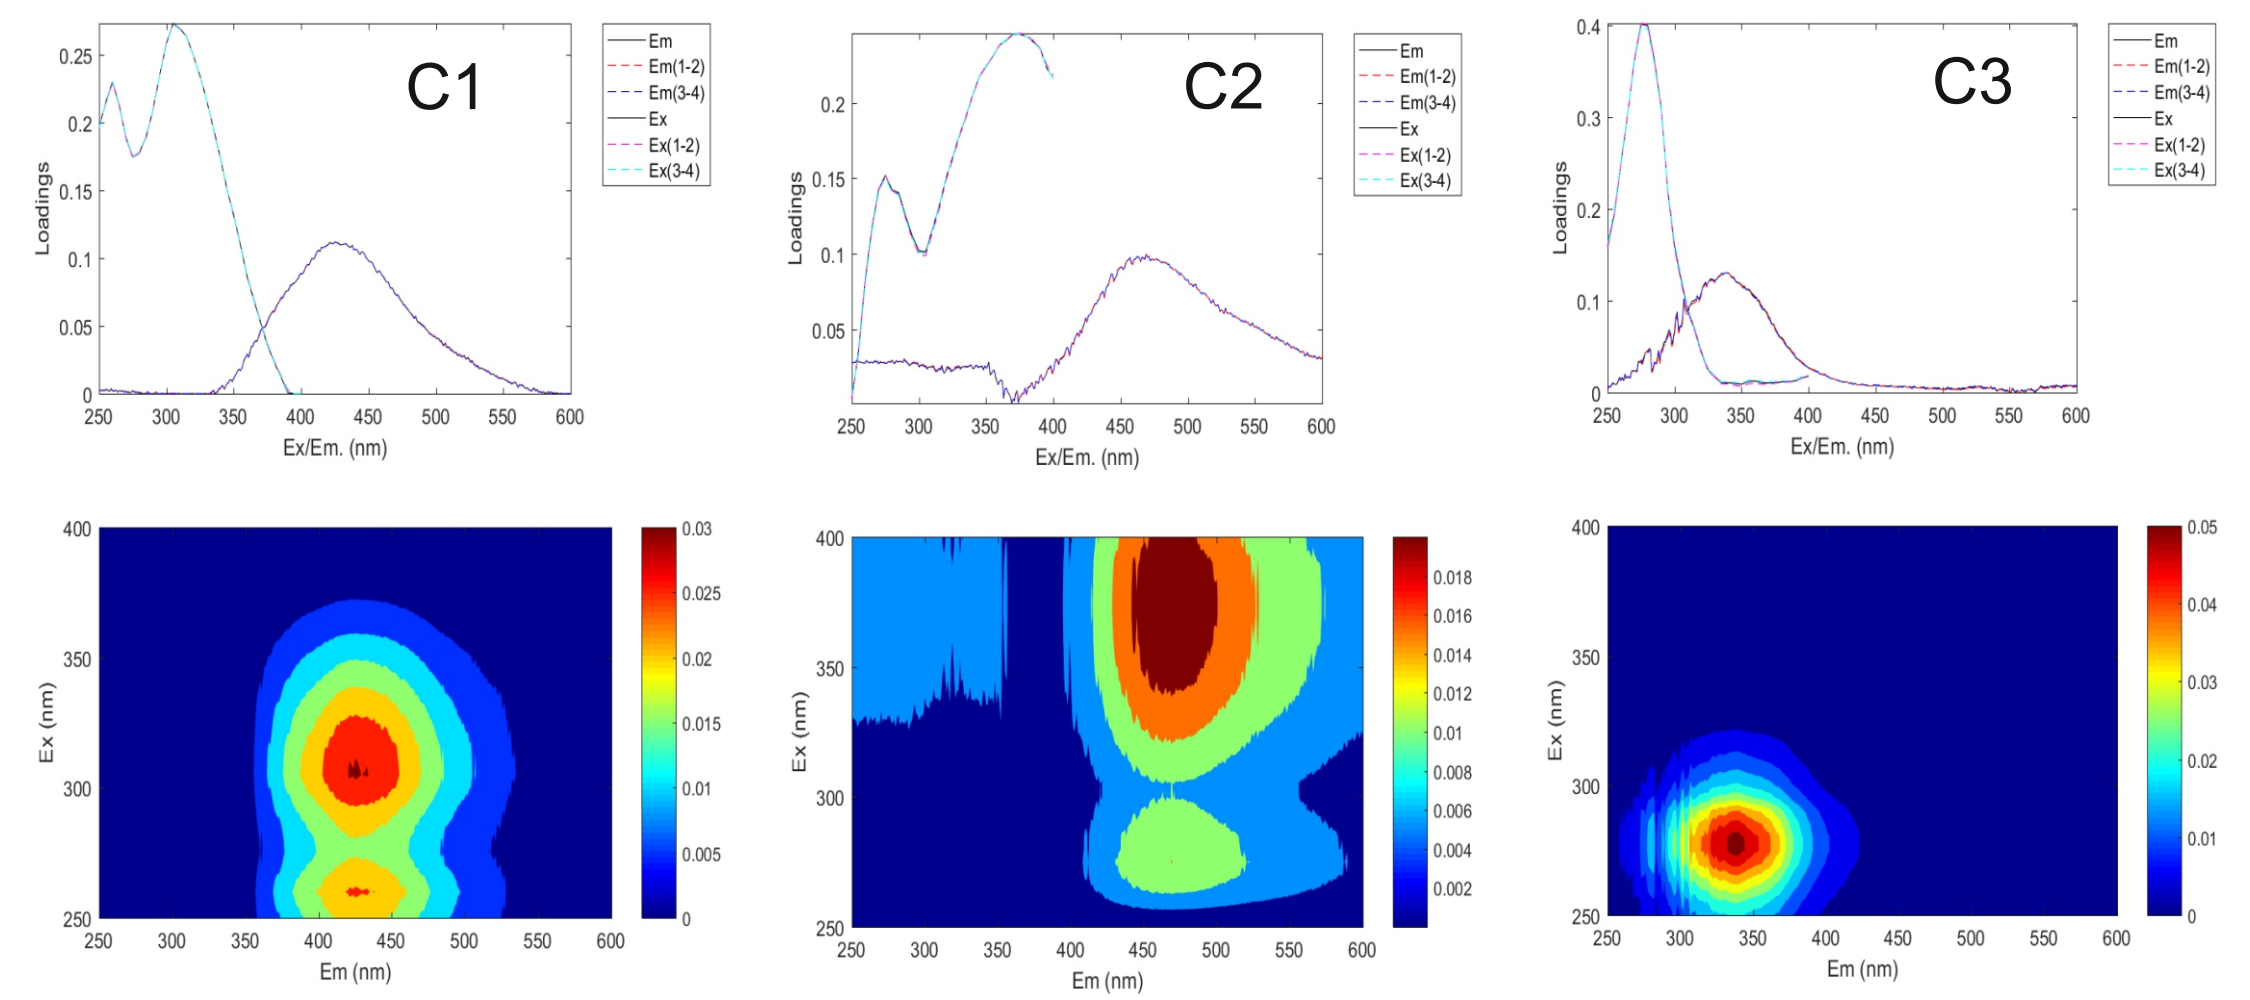 C1
0.25
0.2
0.15
0.1
0.05
0
Loadings
250 300 350 400 450 500 550 600
Ex/Em. (nm)
Em
Em(1-2)
Em(3-4)
Ex
Ex(1-2)
Ex(3-4)
C2
0.2
0.15
0.1
0.05
Loadings
250 300 350 400 450 500 550 600
Ex/Em. (nm)
Em
Em(1-2)
Em(3-4)
Ex
Ex(1-2)
Ex(3-4)
C3
0.4
0.3
0.2
0.1
0
Loadings
250 300 350 400 450 500 550 600
Ex/Em. (nm)
Em
Em(1-2)
Em(3-4)
Ex
Ex(1-2)
Ex(3-4)
400
350
300
250
Ex (nm)
250 300 350 400 450 500 550 600
Em (nm)
0.03
0.025
0.02
0.015
0.01
0.005
0
400
350
300
250
Ex (nm)
250 300 350 400 450 500 550 600
Em (nm)
0.018
0.016
0.014
0.012
0.01
0.008
0.006
0.004
0.002
400
350
300
250
Ex (nm)
250 300 350 400 450 500 550 600
Em (nm)
0.05
0.04
0.03
0.02
0.01
0